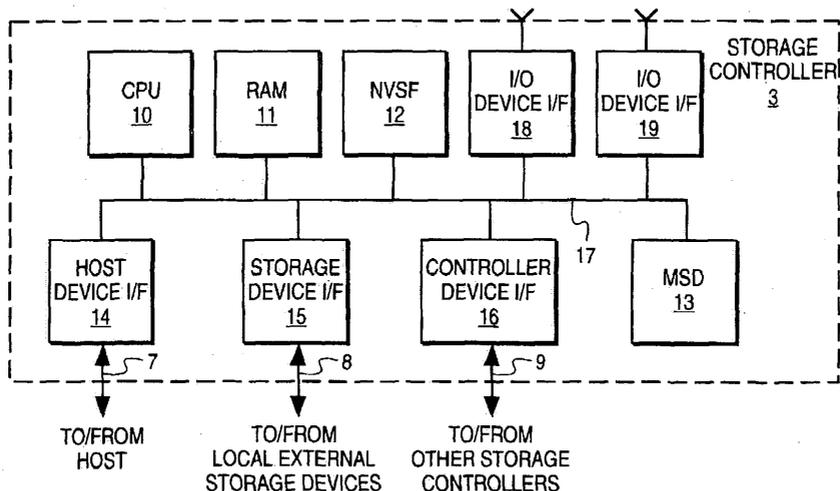 STORAGE
CONTROLLER
3
CPU
10
RAM
11
NVSF
12
I/O
DEVICE I/F
18
I/O
DEVICE I/F
19
17
HOST
DEVICE I/F
14
STORAGE
DEVICE I/F
15
CONTROLLER
DEVICE I/F
16
MSD
13
7
8
9
TO/FROM
HOST
TO/FROM
LOCAL EXTERNAL
STORAGE DEVICES
TO/FROM
OTHER STORAGE
CONTROLLERS